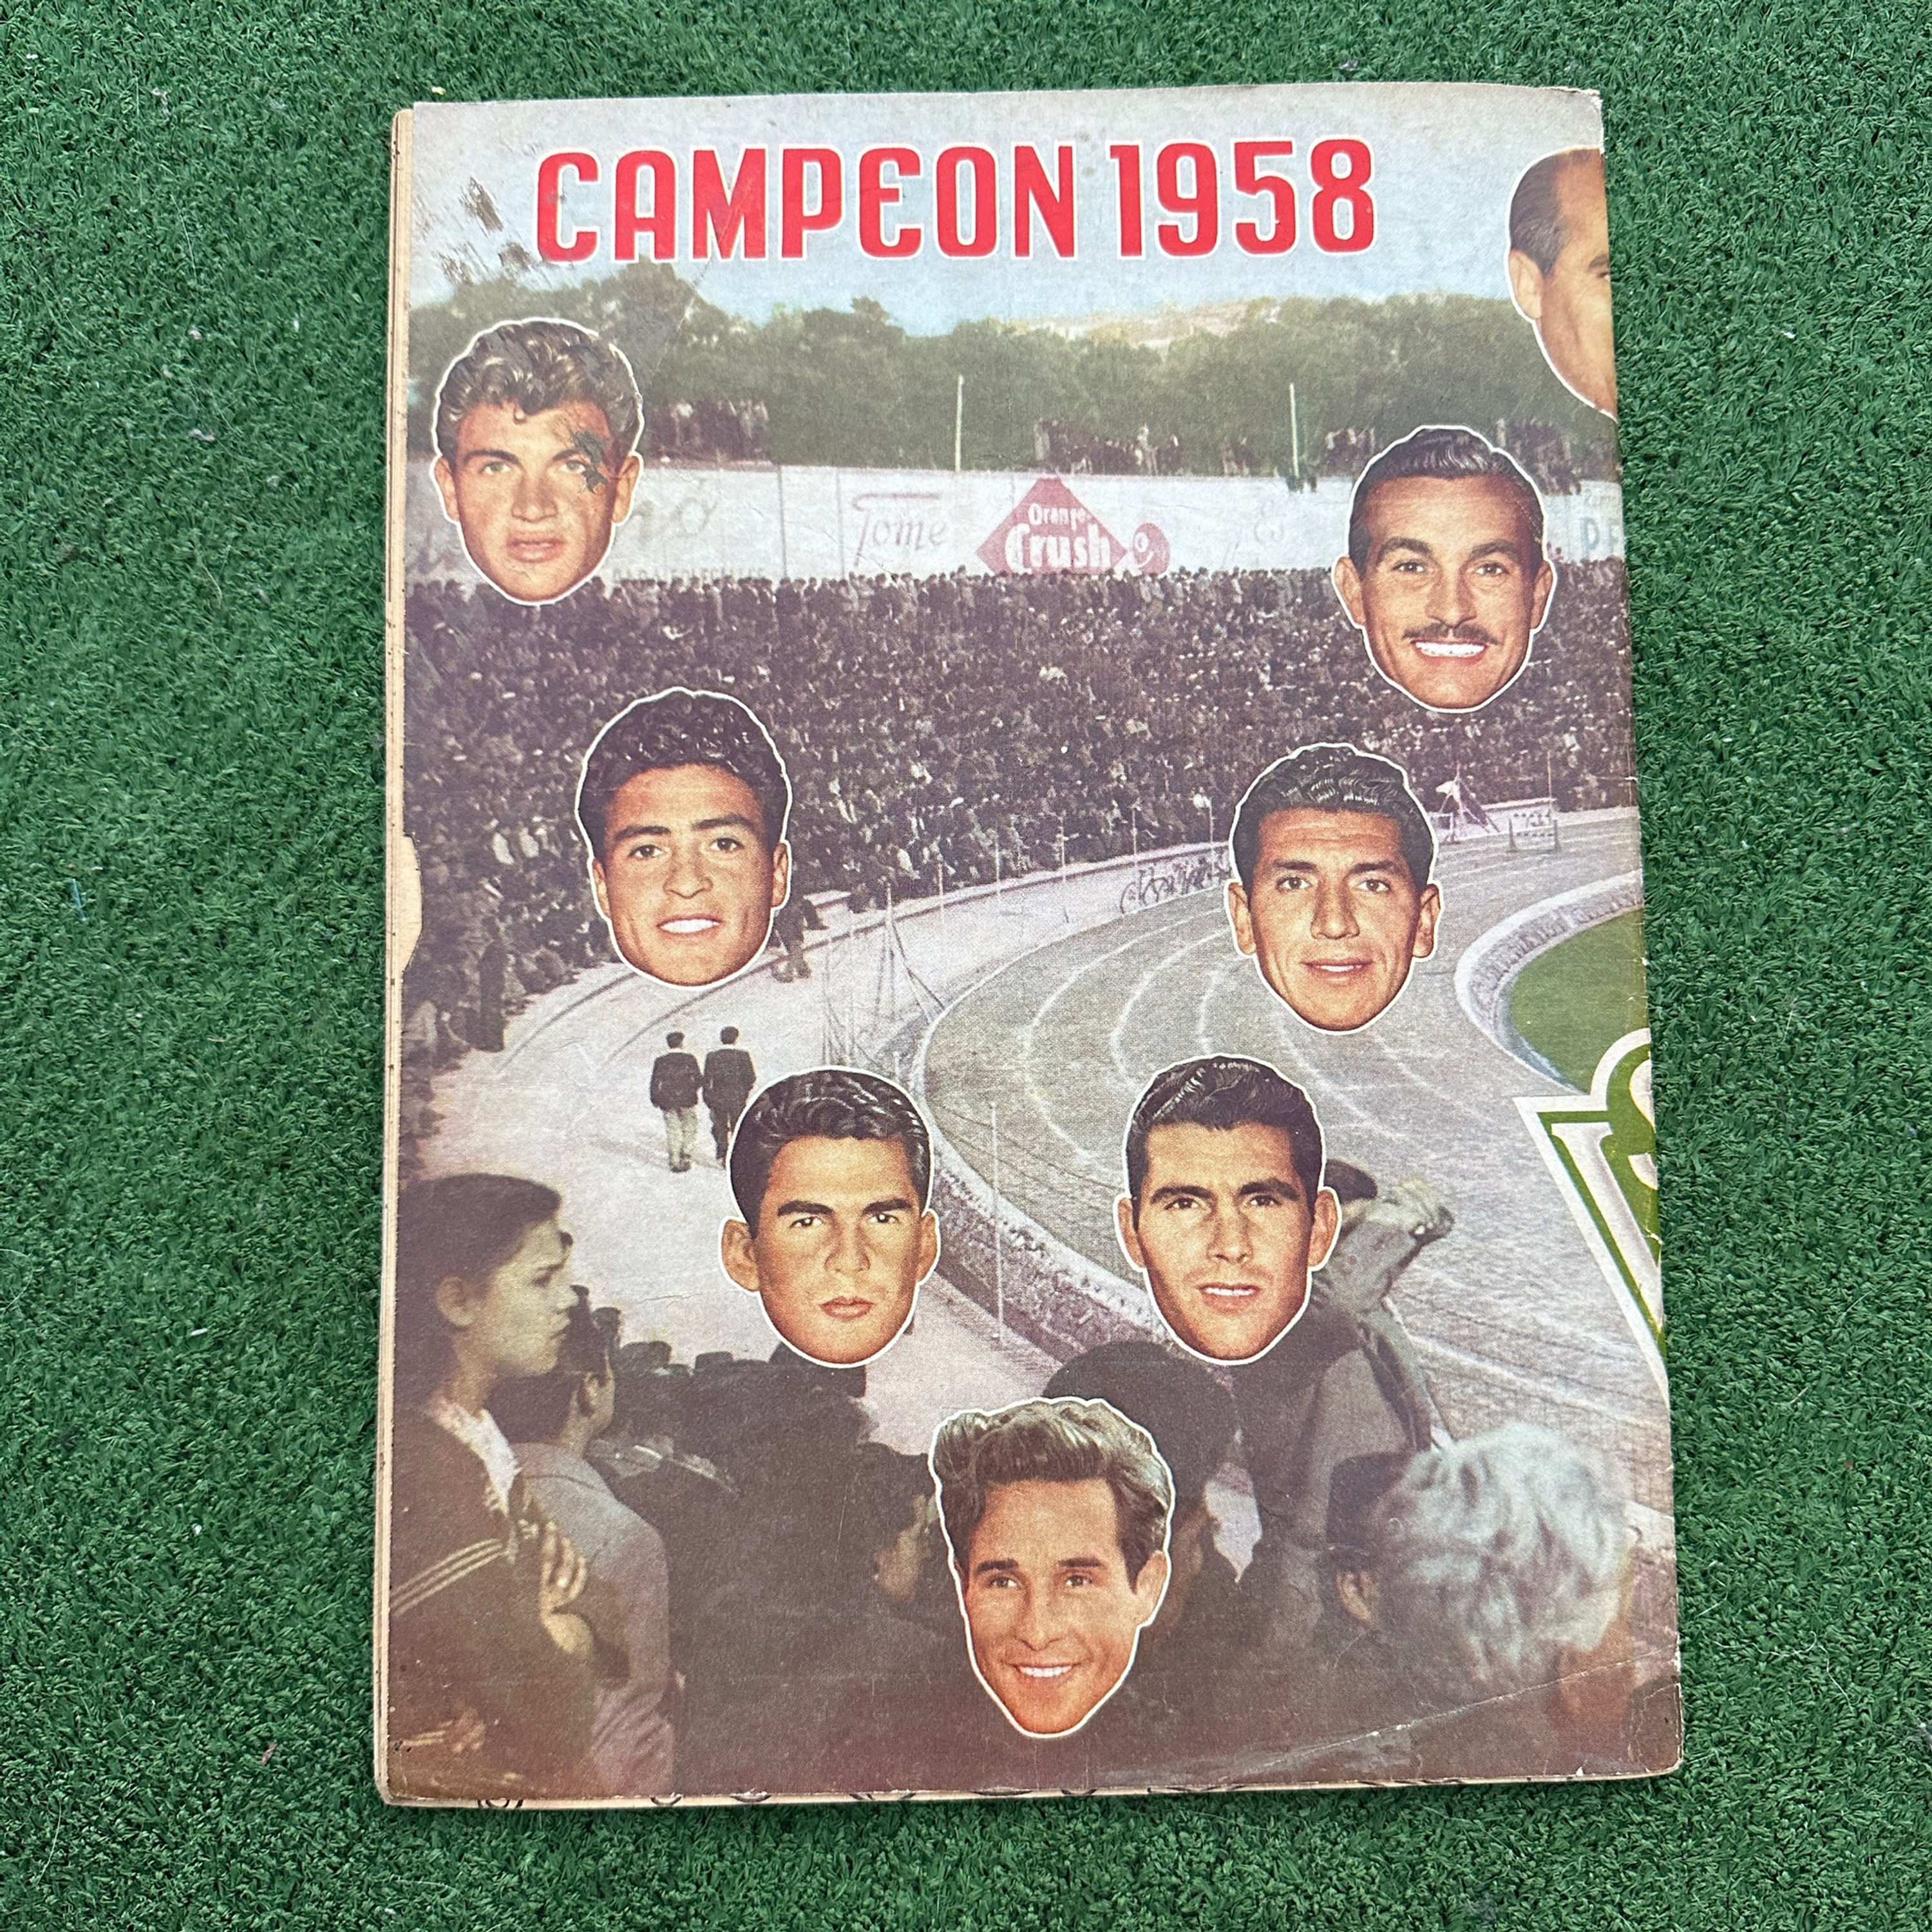 CAMPEON 1958
Tome
Orange
Crush